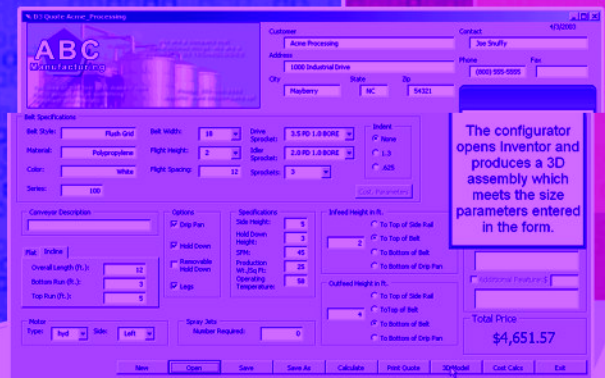 D3 Quote Acme_Processing
4/3/2003
ABC
Manufacturing
Customer
Acme Processing
Contact
Joe Snuffy
Address
1000 Industrial Drive
Phone
(800) 555-5555
Fax
City
Mayberry
State
NC
Zip
54321
Belt Specifications
Belt Style: Flush Grid
Material: Polypropylene
Color: White
Series: 100
Belt Width: 18
Flight Height: 2
Flight Spacing: 12
Drive Sprocket: 3.5 PD 1.0 BORE
Idler Sprocket: 2.0 PD 1.0 BORE
Sprockets: 3
Indent
None
1.3
.625
Cust. Parameters
The configurator
opens Inventor and
produces a 3D
assembly which
meets the size
parameters entered
in the form.
Conveyor Description
Flat Incline
Overall Length (ft.): 12
Bottom Run (ft.): 3
Top Run (ft.): 5
Options
Drip Pan
Hold Down
Removable Hold Down
Legs
Specifications
Side Height: 5
Hold Down Height: 3
SPM: 45
Production Wt./Sq Ft: 25
Operating Temperature: 58
Infeed Height in ft.
2
To Top of Side Rail
To Top of Belt
To Bottom of Belt
To Bottom of Drip Pan
Outfeed Height in ft.
4
To Top of Side Rail
ToTop of Belt
To Bottom of Belt
To Bottom of Drip Pan
Additional Features $
Motor
Type: hyd Side: Left
Spray Jets
Number Required: 0
Total Price
$4,651.57
New Open Save Save As Calculate Print Quote 3D Model Cost Calcs Exit